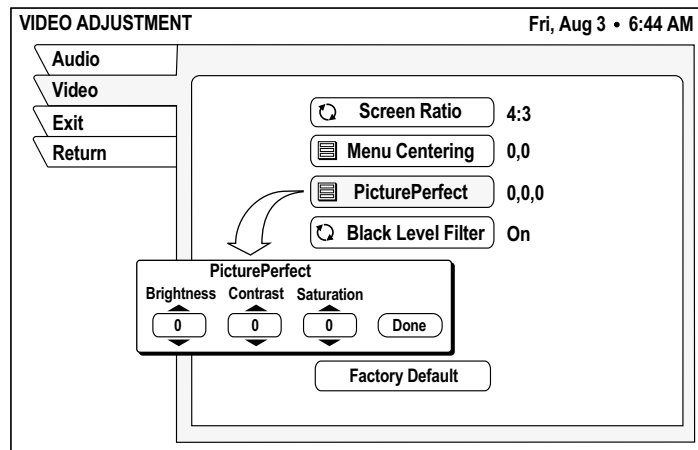 VIDEO ADJUSTMENT
Fri, Aug 3 • 6:44 AM
Audio
Video
Exit
Return
Screen Ratio 4:3
Menu Centering 0,0
PicturePerfect 0,0,0
Black Level Filter On
PicturePerfect
Brightness Contrast Saturation
0 0 0 Done
Factory Default